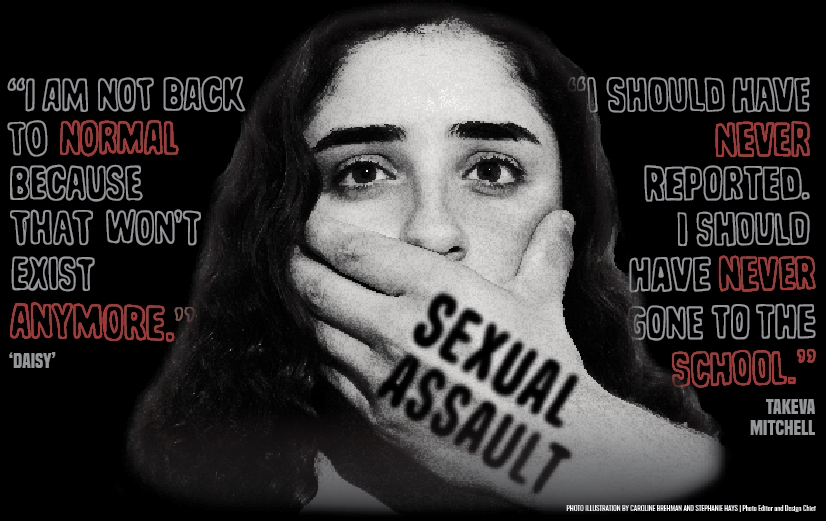 “I AM NOT BACK
TO NORMAL
BECAUSE
THAT WON'T
EXIST
ANYMORE.”
‘DAISY’
“I SHOULD HAVE
NEVER
REPORTED.
I SHOULD
HAVE NEVER
GONE TO THE
SCHOOL.”
TAKEVA
MITCHELL
SEXUAL
ASSAULT
PHOTO ILLUSTRATION BY CAROLINE BREHMAN AND STEPHANIE HAYS | Photo Editor and Design Chief